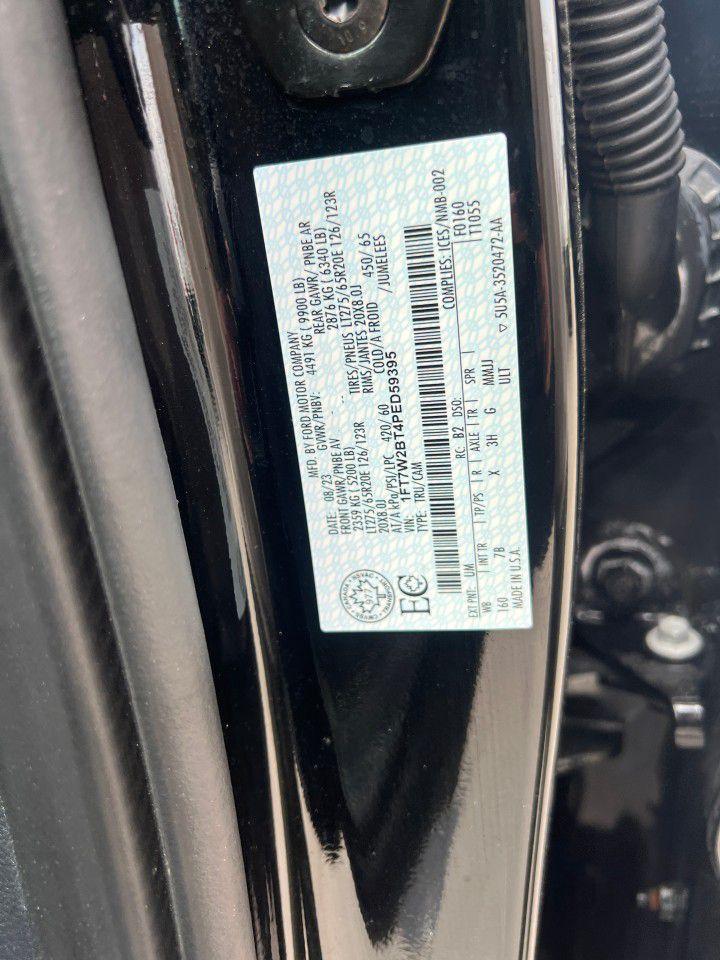 MFD. BY FORD MOTOR COMPANY
DATE: 08/23 GVWR/PNBV: 4491 KG ( 9900 LB)
FRONT GAWR/PNBE AV REAR GAWR/ PNBE AR
2359 KG ( 5200 LB) 2876 KG ( 6340 LB)
LT275/65R20E 126/123R TIRES/PNEUS LT275/65R20E 126/123R
20X8.0J RIMS/JANTES 20X8.0J
AT/A kPa/PSI/LPC 420/60 COLD/A FROID 450/ 65
VIN: 1FT7W2BT4PED59395 /JUMELEES
TYPE: TRU/CAM COMPLIES: (CES/NMB-002
EC
EXT PNT: UM RC: B2 DSO: F0160
WB INT TR TP/PS R AXLE TR SPR T1055
160 7B X 3H G MMJJ
MADE IN U.S.A. ULT ▽ 5U5A-3520472-AA